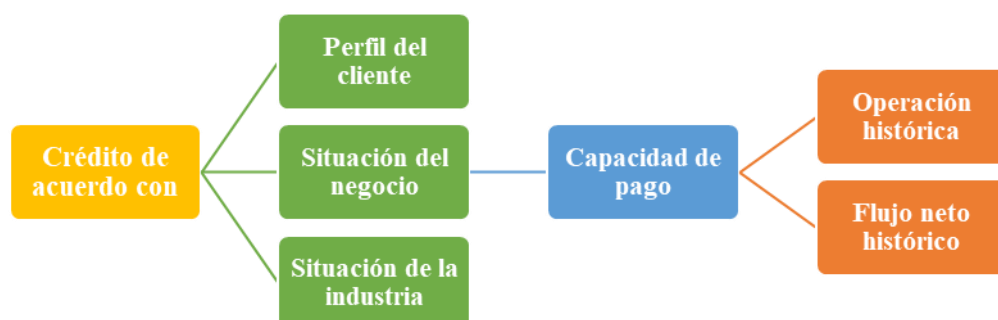 Crédito de
acuerdo con
Perfil del
cliente
Situación del
negocio
Situación de la
industria
Capacidad de
pago
Operación
histórica
Flujo neto
histórico